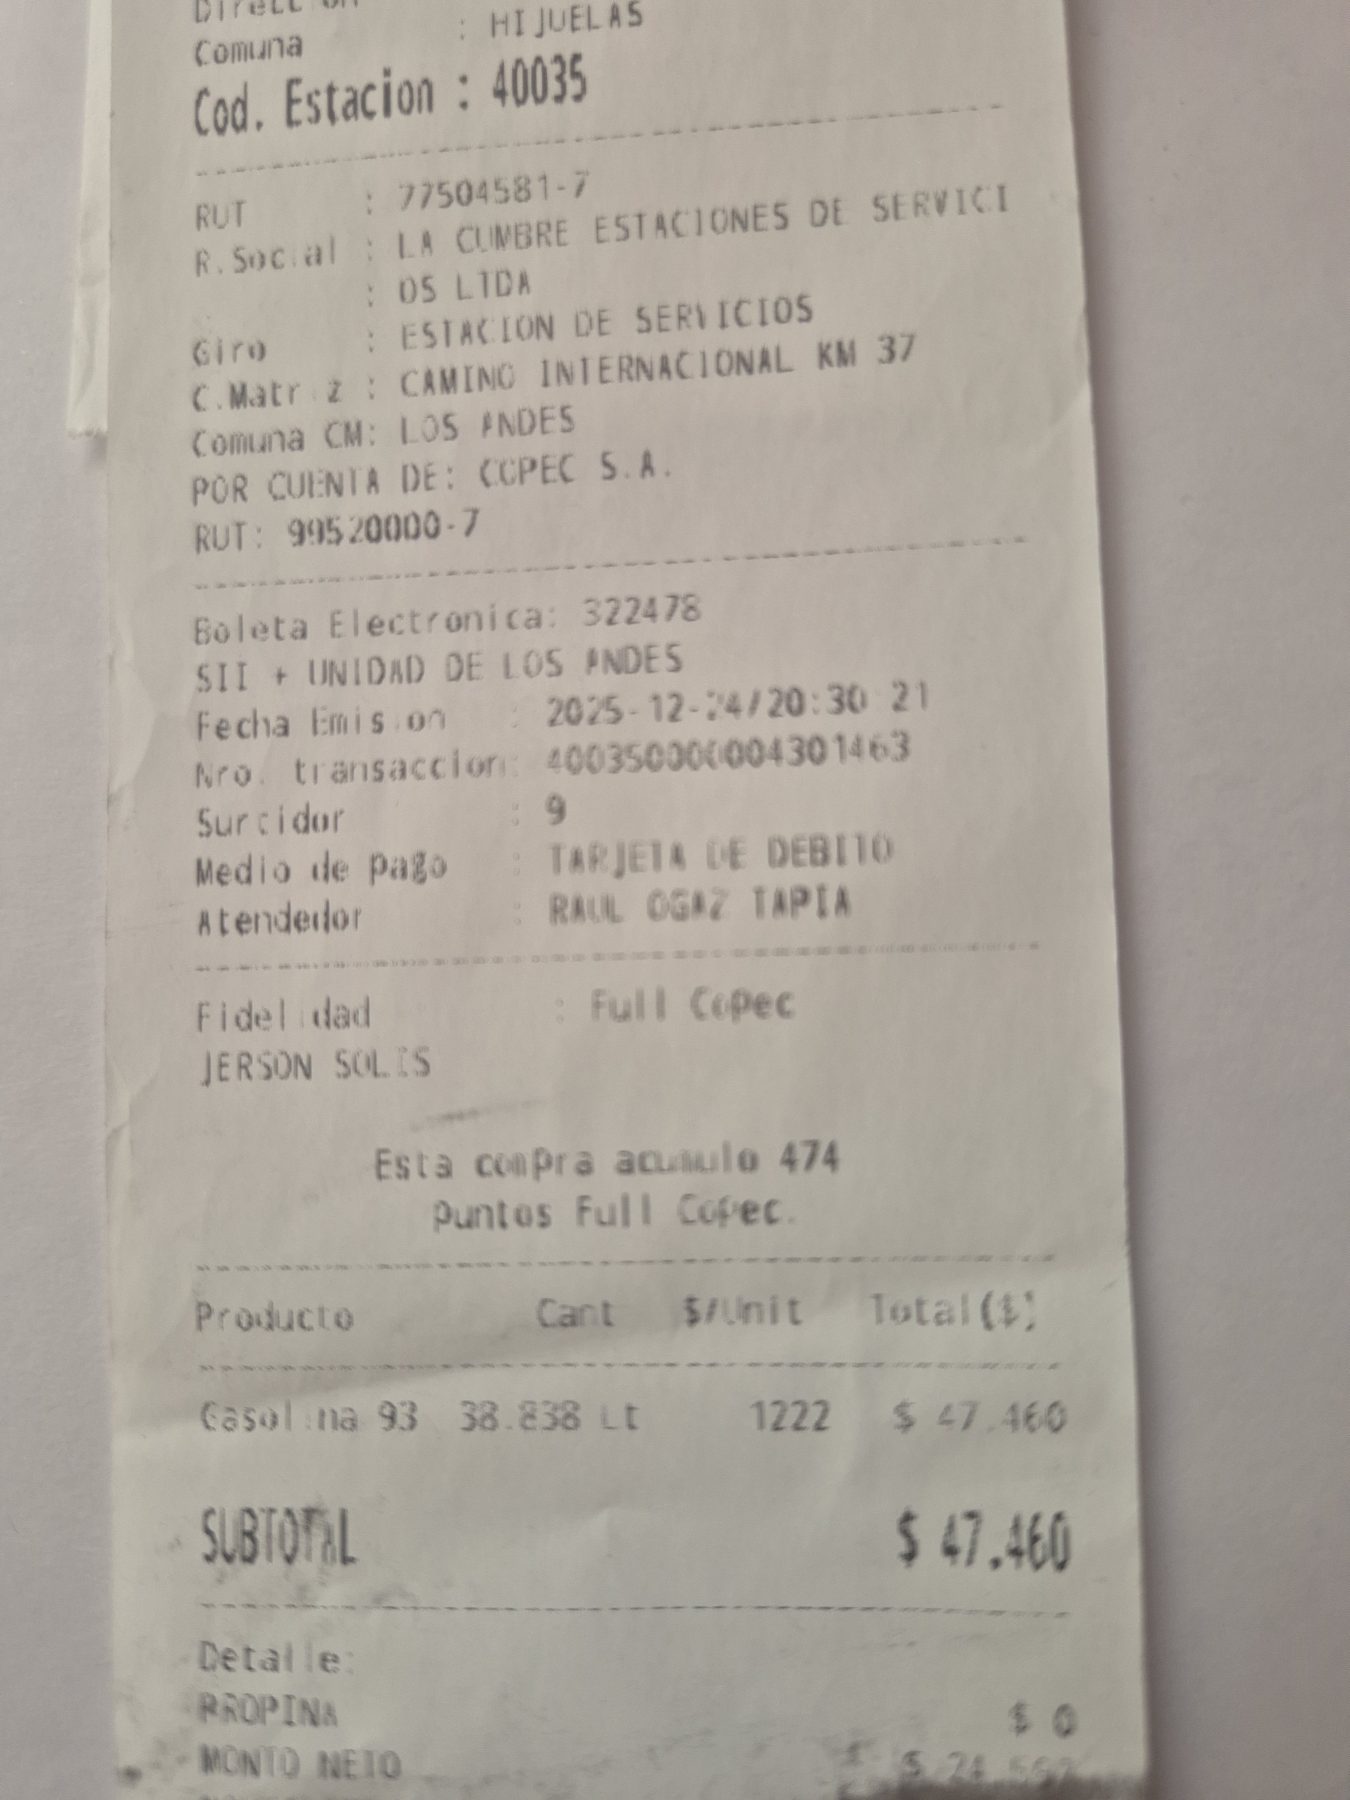 Direccion
Comuna : HIJUELAS
Cod. Estacion : 40035
RUT : 77504581-7
R.Social : LA CUMBRE ESTACIONES DE SERVICI
: OS LTDA
Giro : ESTACION DE SERVICIOS
C.Matriz : CAMINO INTERNACIONAL KM 37
Comuna CM: LOS ANDES
POR CUENTA DE: COPEC S.A.
RUT: 99520000-7
Boleta Electronica: 322478
SII + UNIDAD DE LOS ANDES
Fecha Emision : 2025-12-24/20:30 21
Nro. transaccion: 400350000004301463
Surtidor : 9
Medio de pago : TARJETA DE DEBITO
Atendedor : RAUL OGAZ TAPIA
Fidelidad : Full Copec
JERSON SOLIS
Esta compra acumulo 474
puntos Full Copec.
Producto Cant $/Unit Total($)
Gasolina 93 38.838 Lt 1222 $ 47.460
SUBTOTAL $ 47.460
Detalle:
PROPINA $ 0
MONTO NETO $